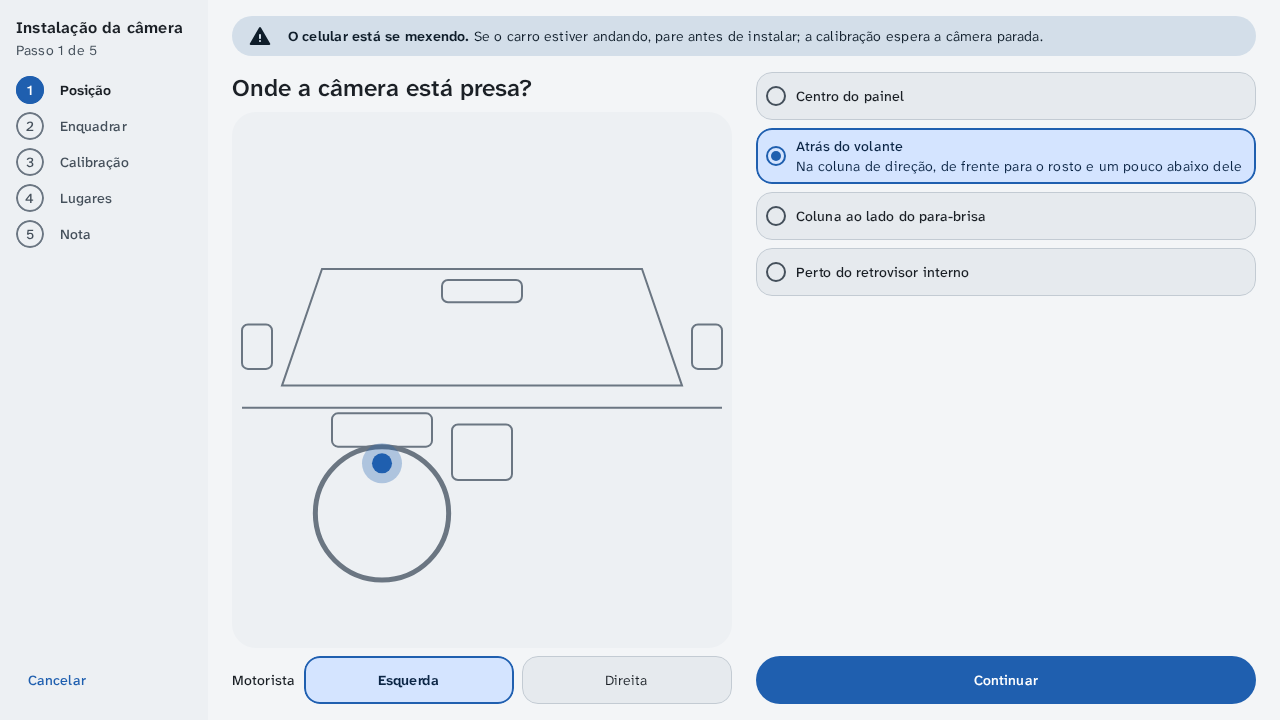 Instalação da câmera
Passo 1 de 5
1 Posição
2 Enquadrar
3 Calibração
4 Lugares
5 Nota
Cancelar
O celular está se mexendo. Se o carro estiver andando, pare antes de instalar; a calibração espera a câmera parada.
Onde a câmera está presa?
Motorista
Esquerda
Direita
Centro do painel
Atrás do volante
Na coluna de direção, de frente para o rosto e um pouco abaixo dele
Coluna ao lado do para-brisa
Perto do retrovisor interno
Continuar